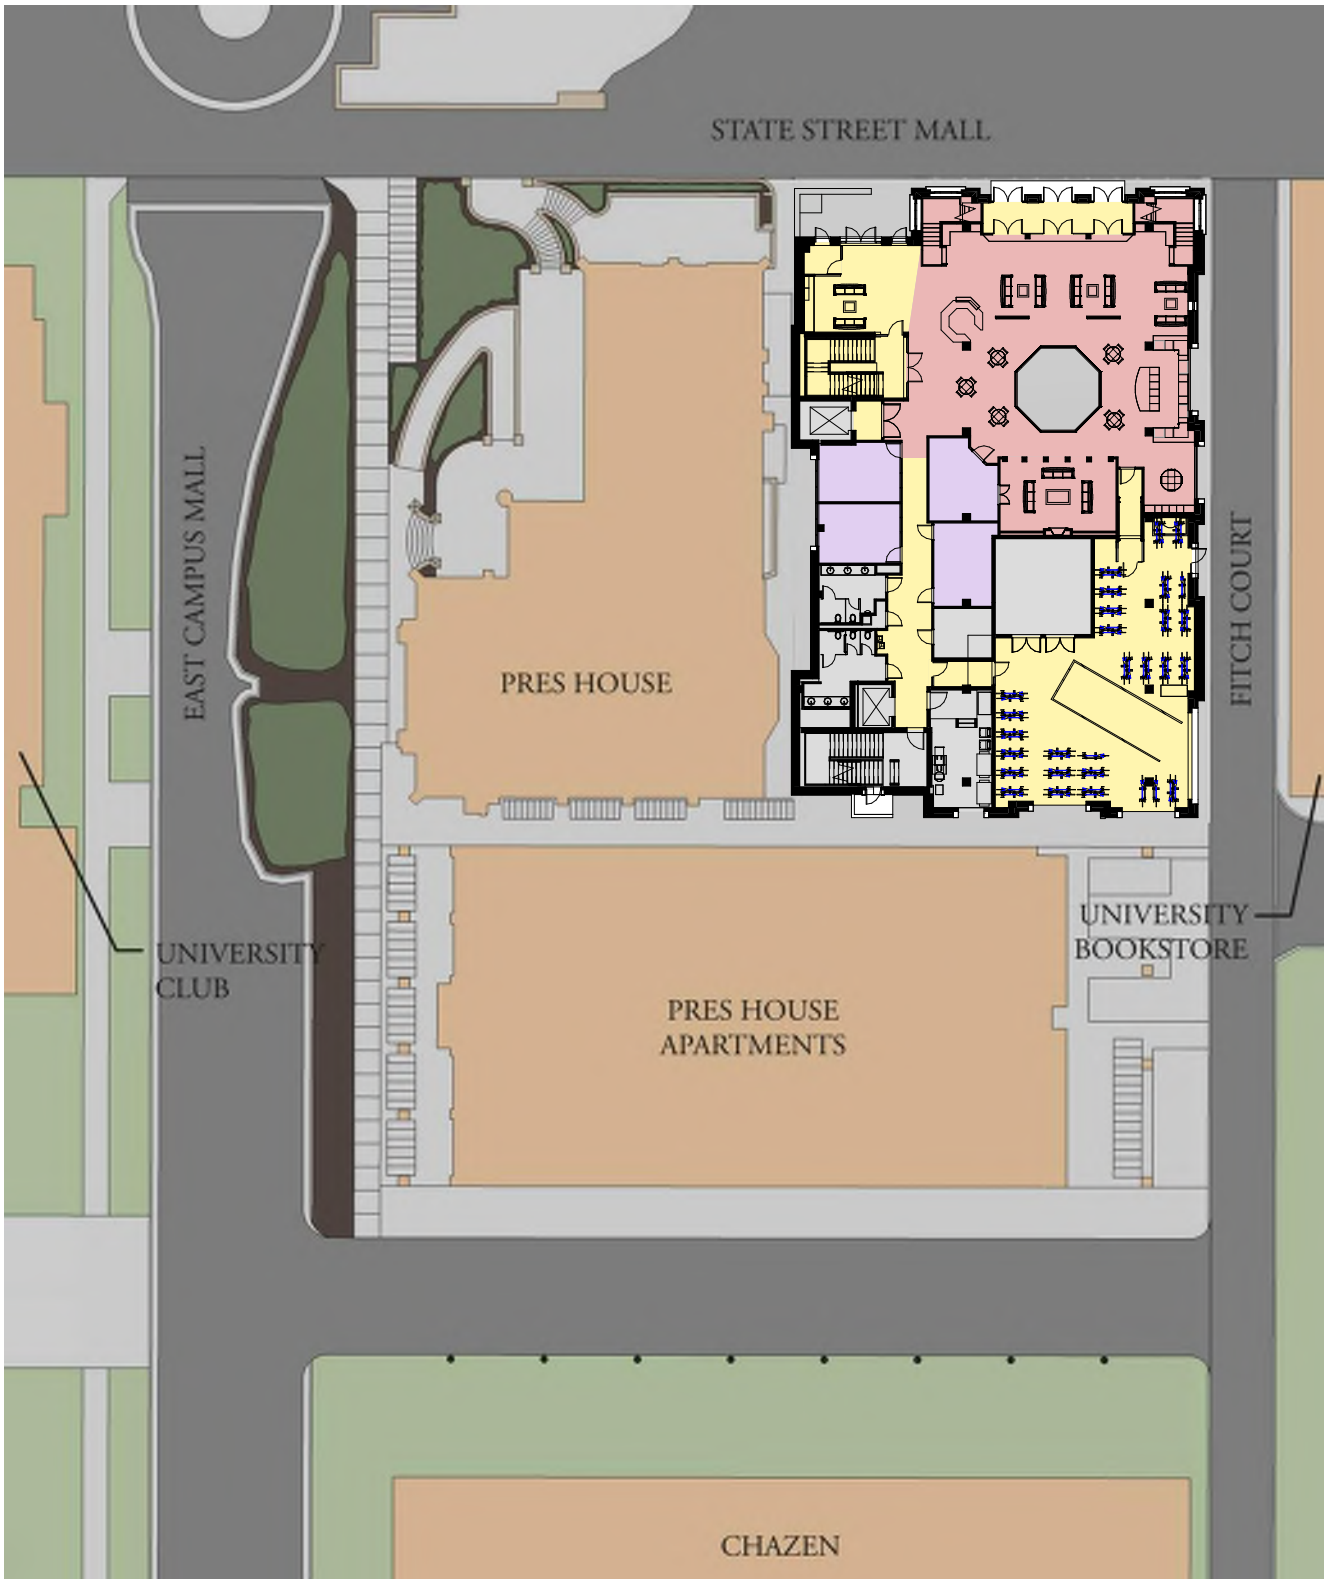 STATE STREET MALL
EAST CAMPUS MALL
FITCH COURT
PRES HOUSE
UNIVERSITY
BOOKSTORE
UNIVERSITY
CLUB
PRES HOUSE
APARTMENTS
CHAZEN